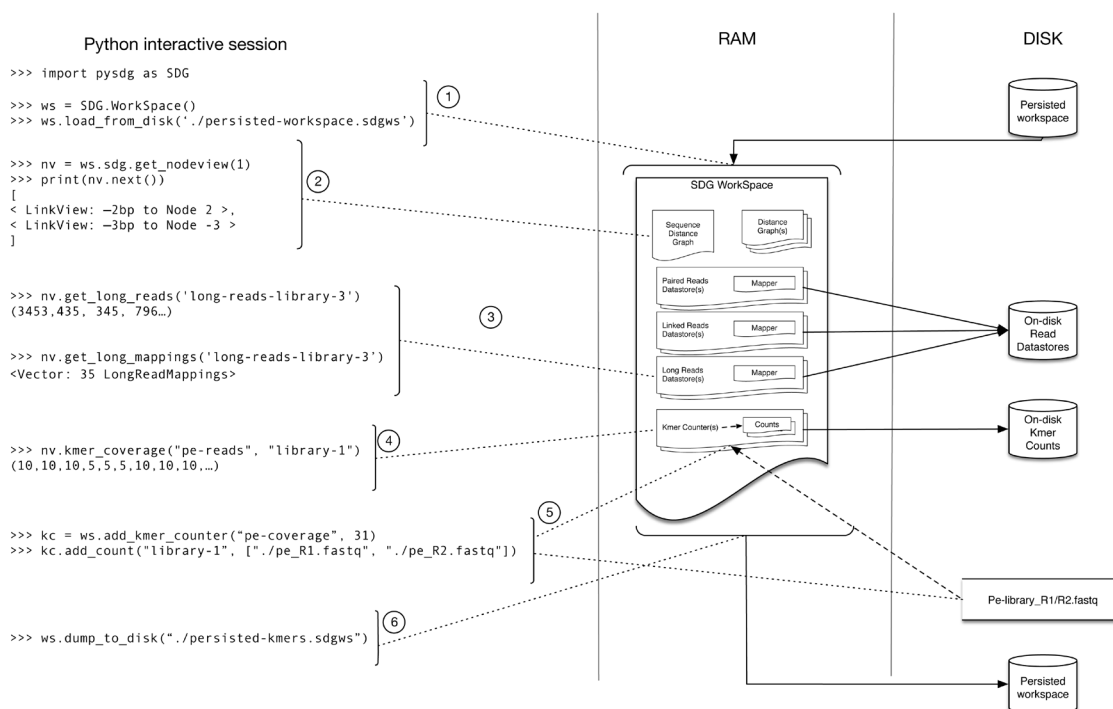 Python interactive session
>>> import pysdg as SDG
>>> ws = SDG.WorkSpace()
>>> ws.load_from_disk(‘./persisted-workspace.sdgws’)
1
>>> nv = ws.sdg.get_nodeview(1)
>>> print(nv.next())
[
< LinkView: –2bp to Node 2 >,
< LinkView: –3bp to Node -3 >
]
2
>>> nv.get_long_reads('long-reads-library-3')
(3453,435, 345, 796…)
>>> nv.get_long_mappings('long-reads-library-3')
<Vector: 35 LongReadMappings>
3
>>> nv.kmer_coverage("pe-reads", "library-1")
(10,10,10,5,5,5,10,10,10,…)
4
>>> kc = ws.add_kmer_counter(“pe-coverage", 31)
>>> kc.add_count("library-1", ["./pe_R1.fastq", "./pe_R2.fastq"])
5
>>> ws.dump_to_disk(“./persisted-kmers.sdgws”)
6
RAM
SDG WorkSpace
Sequence
Distance
Graph
Distance
Graph(s)
Paired Reads
Datastore(s)
Mapper
Linked Reads
Datastore(s)
Mapper
Long Reads
Datastore(s)
Mapper
Kmer Counter(s)
Counts
DISK
Persisted
workspace
On-disk
Read
Datastores
On-disk
Kmer
Counts
Pe-library_R1/R2.fastq
Persisted
workspace